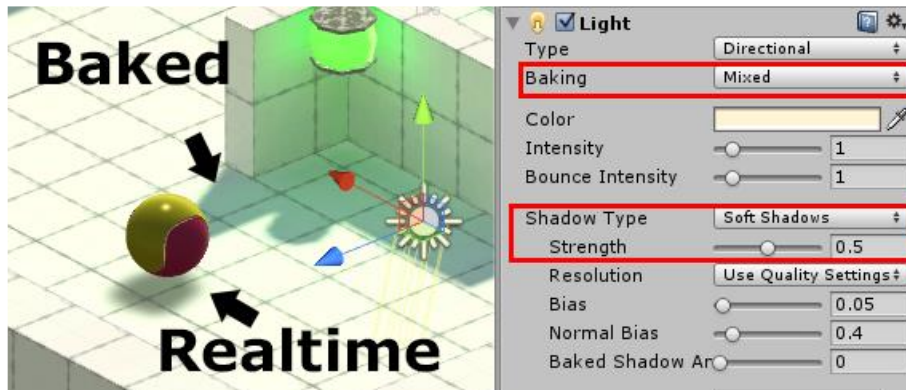 Baked
Realtime
Light
Type Directional
Baking Mixed
Color
Intensity 1
Bounce Intensity 1
Shadow Type Soft Shadows
Strength 0.5
Resolution Use Quality Settings
Bias 0.05
Normal Bias 0.4
Baked Shadow An 0